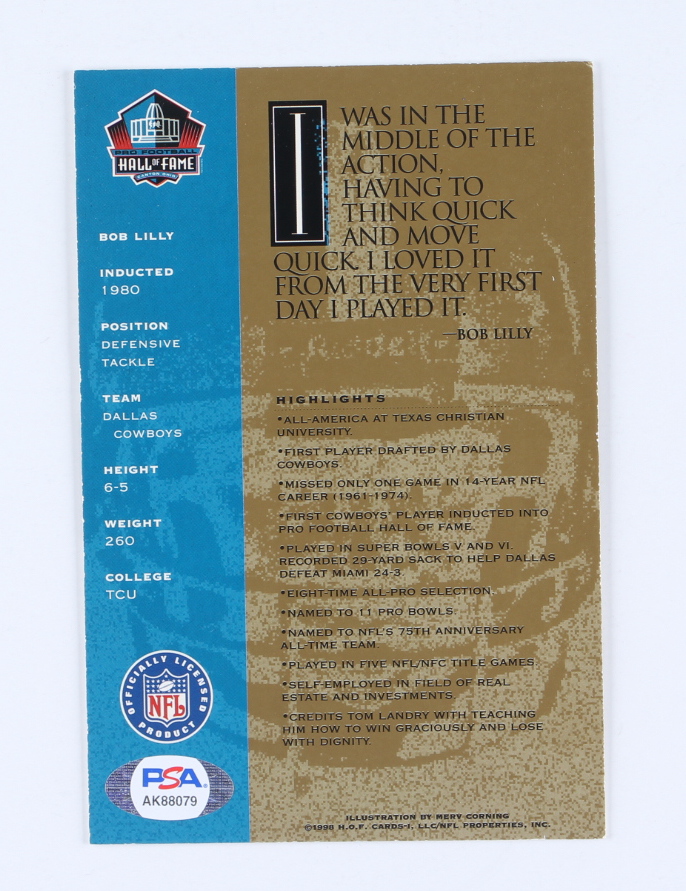 PRO FOOTBALL
HALL OF FAME
CANTON, OHIO
BOB LILLY
INDUCTED
1980
POSITION
DEFENSIVE
TACKLE
TEAM
DALLAS
COWBOYS
HEIGHT
6-5
WEIGHT
260
COLLEGE
TCU
OFFICIALLY LICENSED
NFL
PRODUCT
PSA
AK88079
I WAS IN THE
MIDDLE OF THE
ACTION,
HAVING TO
THINK QUICK
AND MOVE
QUICK. I LOVED IT
FROM THE VERY FIRST
DAY I PLAYED IT.
—BOB LILLY
HIGHLIGHTS
•ALL-AMERICA AT TEXAS CHRISTIAN
UNIVERSITY.
•FIRST PLAYER DRAFTED BY DALLAS
COWBOYS.
•MISSED ONLY ONE GAME IN 14-YEAR NFL
CAREER (1961-1974).
•FIRST COWBOYS' PLAYER INDUCTED INTO
PRO FOOTBALL HALL OF FAME.
•PLAYED IN SUPER BOWLS V AND VI.
RECORDED 29-YARD SACK TO HELP DALLAS
DEFEAT MIAMI 24-3.
•EIGHT-TIME ALL-PRO SELECTION.
•NAMED TO 11 PRO BOWLS.
•NAMED TO NFL'S 75TH ANNIVERSARY
ALL-TIME TEAM.
•PLAYED IN FIVE NFL/NFC TITLE GAMES.
•SELF-EMPLOYED IN FIELD OF REAL
ESTATE AND INVESTMENTS.
•CREDITS TOM LANDRY WITH TEACHING
HIM HOW TO WIN GRACIOUSLY AND LOSE
WITH DIGNITY.
ILLUSTRATION BY MERV CORNING
©1998 H.O.F. CARDS-I, LLC/NFL PROPERTIES, INC.